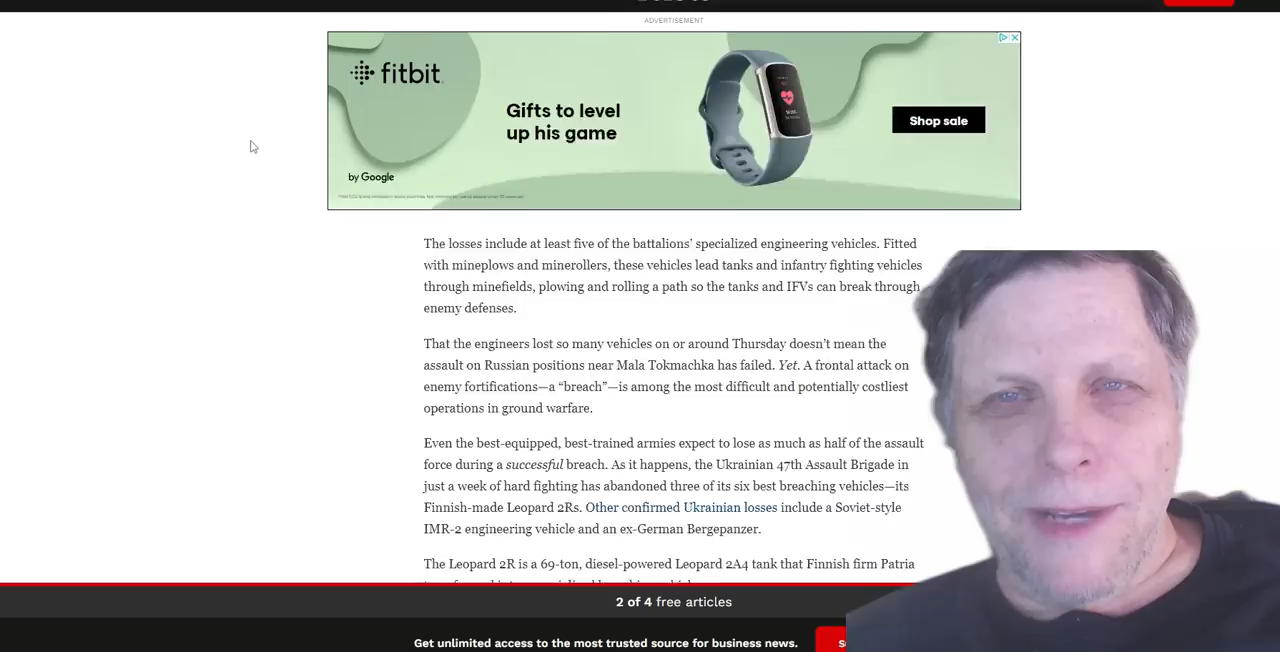 ADVERTISEMENT
fitbit
Gifts to level
up his game
Shop sale
by Google
The losses include at least five of the battalions’ specialized engineering vehicles. Fitted
with mineplows and minerollers, these vehicles lead tanks and infantry fighting vehicles
through minefields, plowing and rolling a path so the tanks and IFVs can break through
enemy defenses.
That the engineers lost so many vehicles on or around Thursday doesn’t mean the
assault on Russian positions near Mala Tokmachka has failed. Yet. A frontal attack on
enemy fortifications—a “breach”—is among the most difficult and potentially costliest
operations in ground warfare.
Even the best-equipped, best-trained armies expect to lose as much as half of the assault
force during a successful breach. As it happens, the Ukrainian 47th Assault Brigade in
just a week of hard fighting has abandoned three of its six best breaching vehicles—its
Finnish-made Leopard 2Rs. Other confirmed Ukrainian losses include a Soviet-style
IMR-2 engineering vehicle and an ex-German Bergepanzer.
The Leopard 2R is a 69-ton, diesel-powered Leopard 2A4 tank that Finnish firm Patria
2 of 4 free articles
Get unlimited access to the most trusted source for business news.